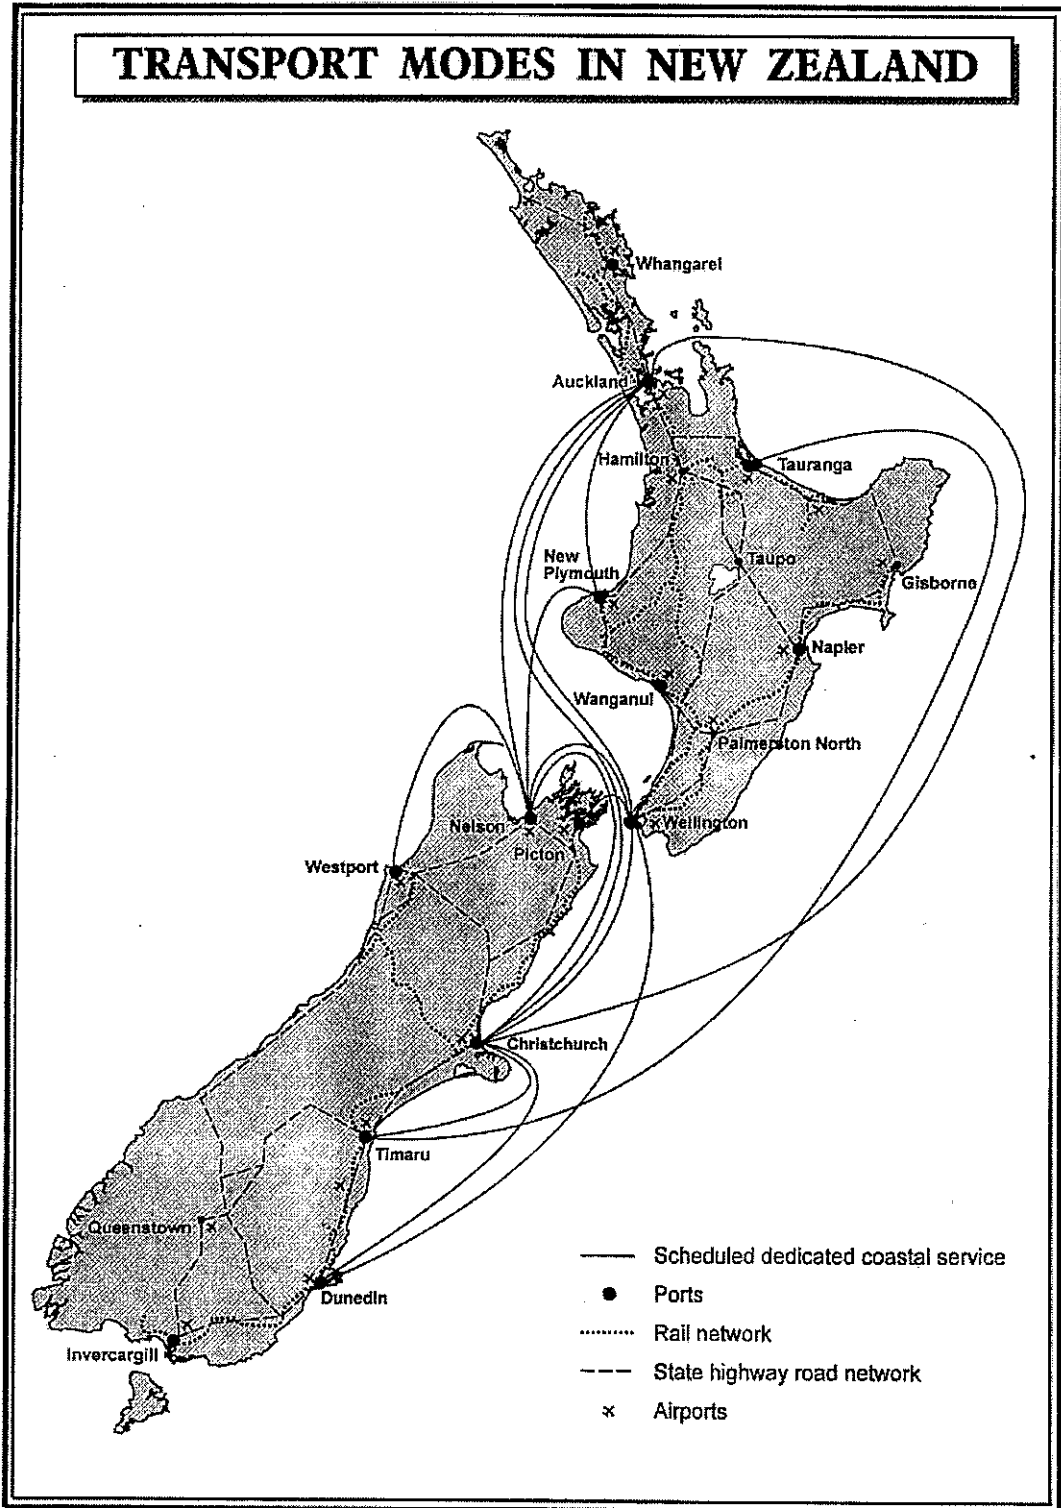 TRANSPORT MODES IN NEW ZEALAND
Whangarei
Auckland
Hamilton
Tauranga
New
Plymouth
Taupo
Gisborne
Napier
Wanganui
Palmerston North
Nelson
Wellington
Picton
Westport
Christchurch
Timaru
Queenstown
Dunedin
Invercargill
Scheduled dedicated coastal service
Ports
Rail network
State highway road network
Airports